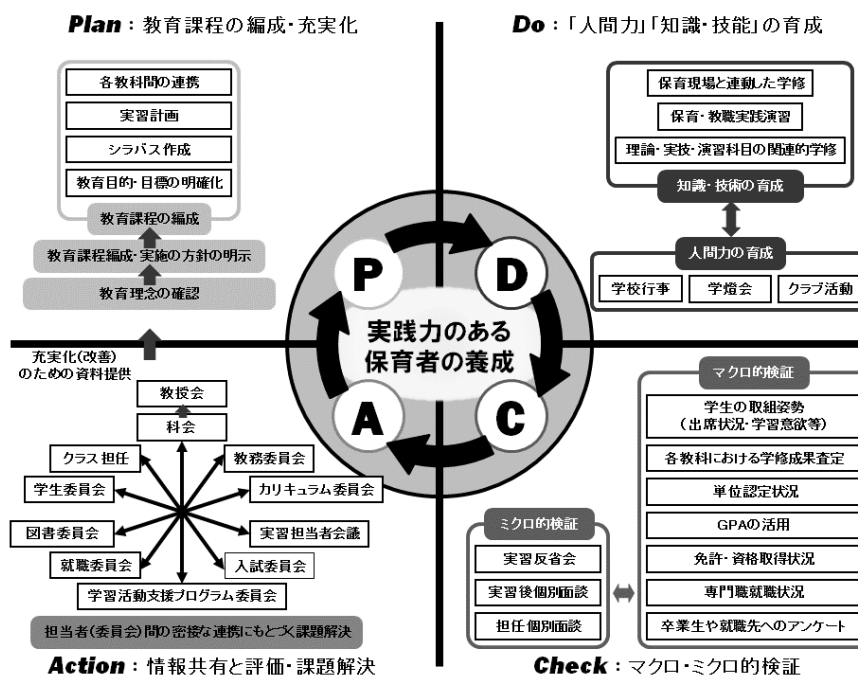 Plan：教育課程の編成・充実化
各教科間の連携
実習計画
シラバス作成
教育目的・目標の明確化
教育課程の編成
教育課程編成・実施の方針の明示
教育理念の確認
Do：「人間力」「知識・技能」の育成
保育現場と連動した学修
保育・教職実践演習
理論・実技・演習科目の関連的学修
知識・技術の育成
人間力の育成
学校行事
学燈会
クラブ活動
P
D
実践力のある
保育者の養成
A
C
充実化(改善)
のための資料提供
教授会
科会
クラス担任
教務委員会
学生委員会
カリキュラム委員会
図書委員会
実習担当者会議
就職委員会
入試委員会
学習活動支援プログラム委員会
担当者(委員会)間の密接な連携にもとづく課題解決
Action：情報共有と評価・課題解決
マクロ的検証
学生の取組姿勢
(出席状況・学習意欲等)
各教科における学修成果査定
単位認定状況
GPAの活用
免許・資格取得状況
専門職就職状況
卒業生や就職先へのアンケート
ミクロ的検証
実習反省会
実習後個別面談
担任個別面談
Check：マクロ・ミクロ的検証